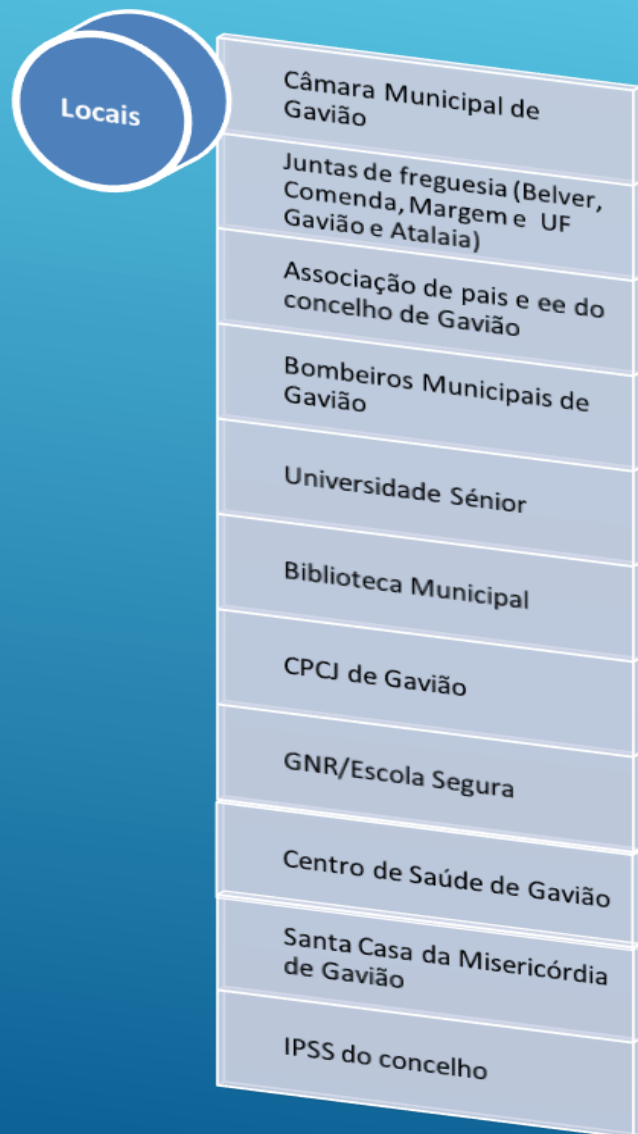 Locais
Câmara Municipal de
Gavião
Juntas de freguesia (Belver,
Comenda, Margem e UF
Gavião e Atalaia)
Associação de pais e ee do
concelho de Gavião
Bombeiros Municipais de
Gavião
Universidade Sénior
Biblioteca Municipal
CPCJ de Gavião
GNR/Escola Segura
Centro de Saúde de Gavião
Santa Casa da Misericórdia
de Gavião
IPSS do concelho